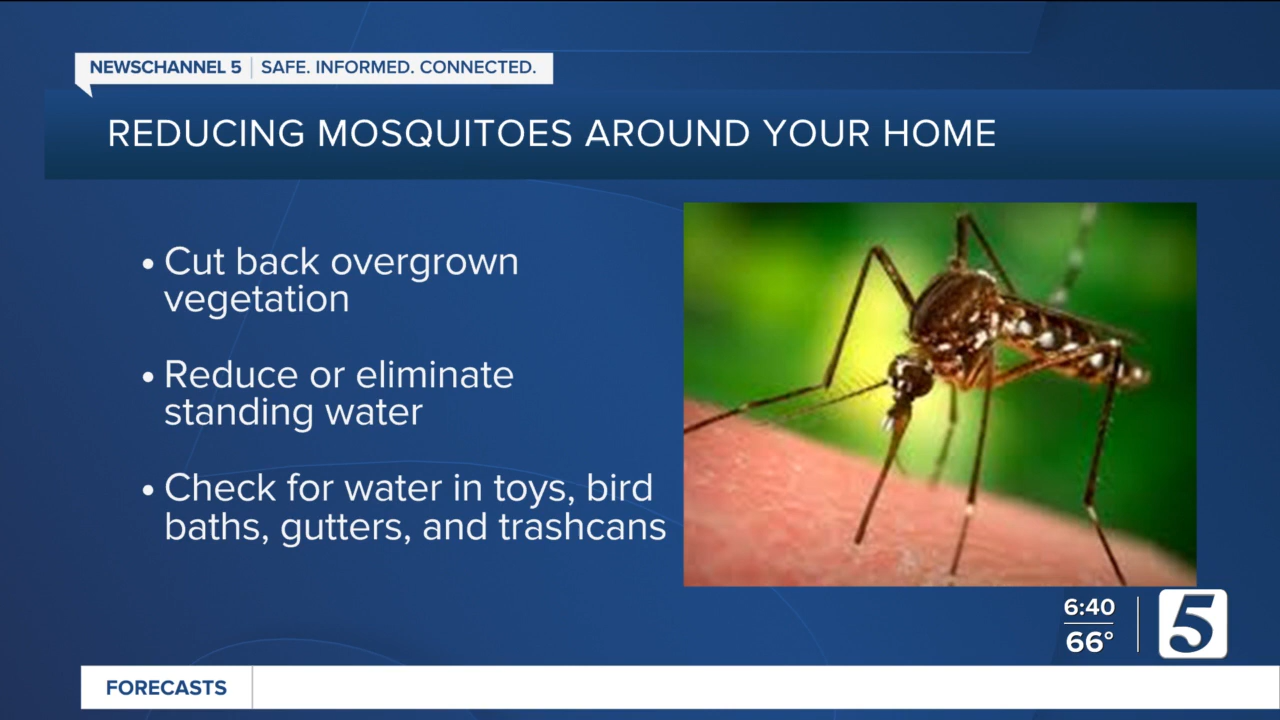 NEWSCHANNEL 5 | SAFE. INFORMED. CONNECTED.
REDUCING MOSQUITOES AROUND YOUR HOME
• Cut back overgrown
vegetation
• Reduce or eliminate
standing water
• Check for water in toys, bird
baths, gutters, and trashcans
6:40
66°
5
FORECASTS